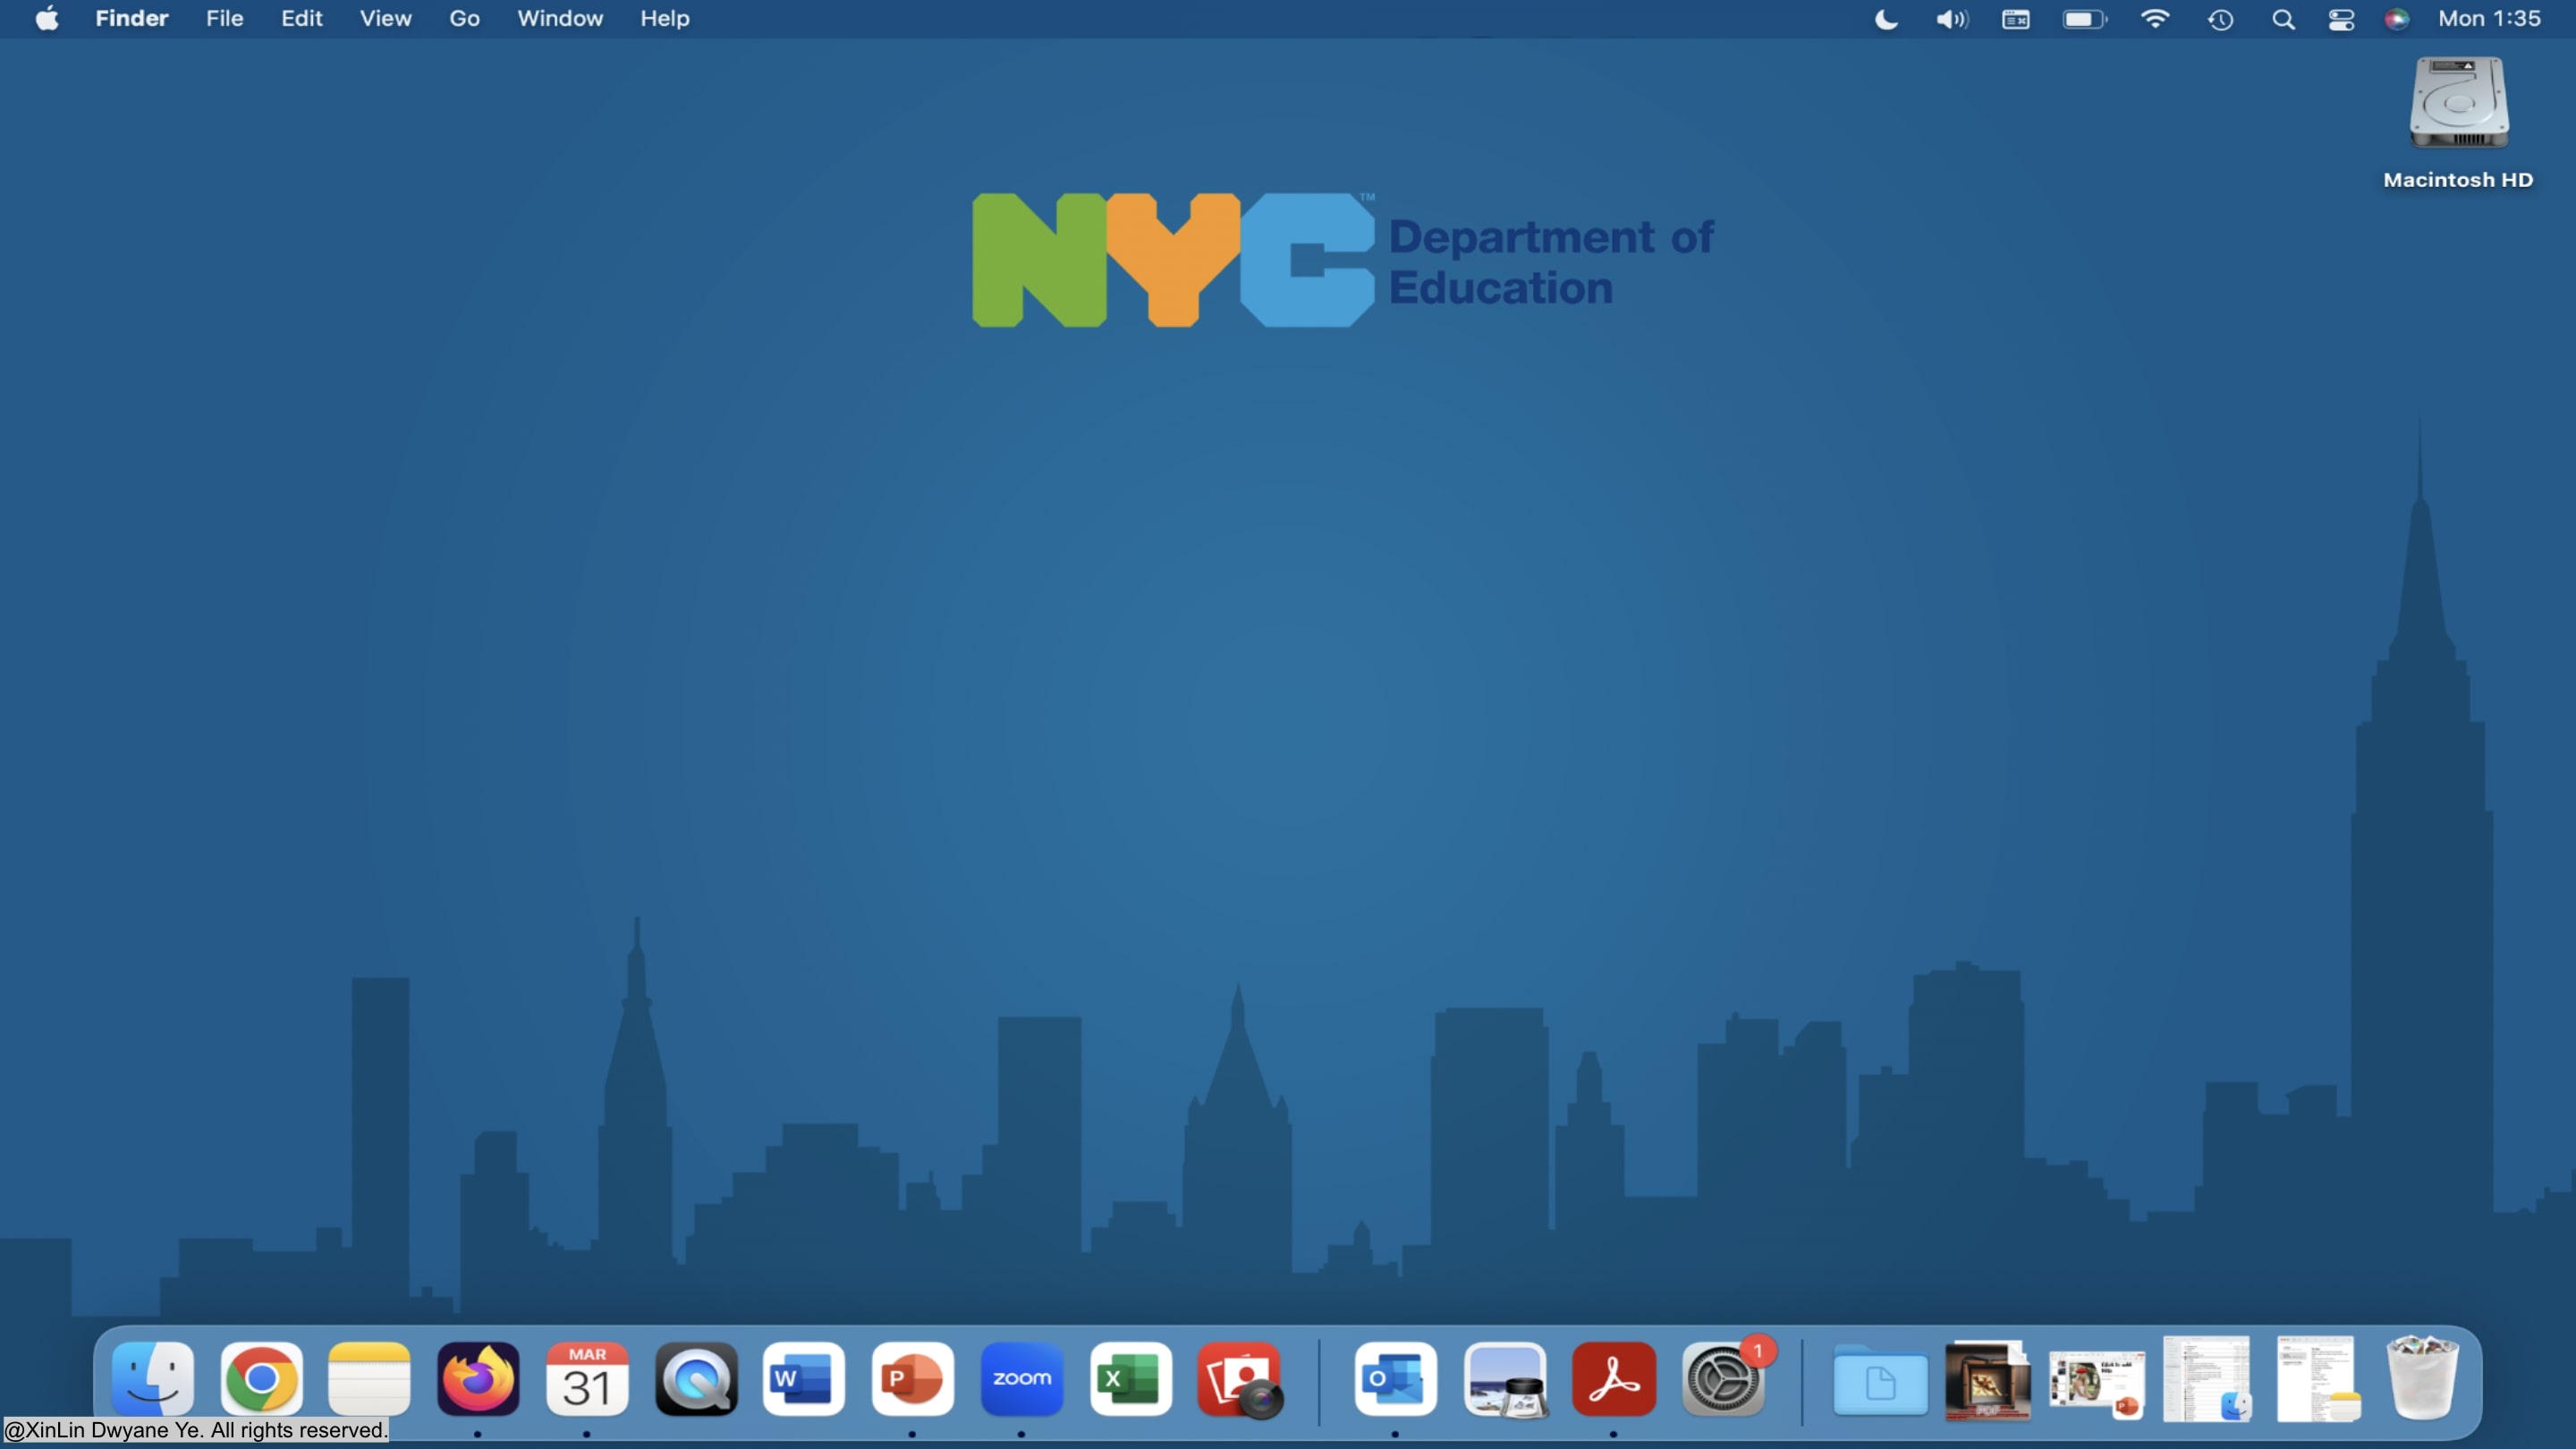 Finder File Edit View Go Window Help Mon 1:35
Macintosh HD
NYC™ Department of
Education
MAR
31
W
P
zoom
X
O
1
PDF
P
@XinLin Dwyane Ye. All rights reserved.